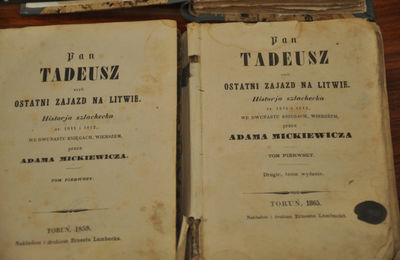 Pan
TADEUSZ
czyli
OSTATNI ZAJAZD NA LITWIE.
Historja szlachecka
z r. 1811 i 1812,
WE DWUNASTU KSIĘGACH, WIERSZEM,
przez
ADAMA MICKIEWICZA.
TOM PIERWSZY.
TORUŃ, 1859.
Nakładem i drukiem Ernesta Lambecka.
Pan
TADEUSZ
czyli
OSTATNI ZAJAZD NA LITWIE.
Historja szlachecka
z r. 1811 i 1812,
WE DWUNASTU KSIĘGACH, WIERSZEM,
przez
ADAMA MICKIEWICZA
TOM PIERWSZY.
Drugie, tanie wydanie.
TORUŃ, 1865.
Nakładem i drukiem Ernesta Lambecka.